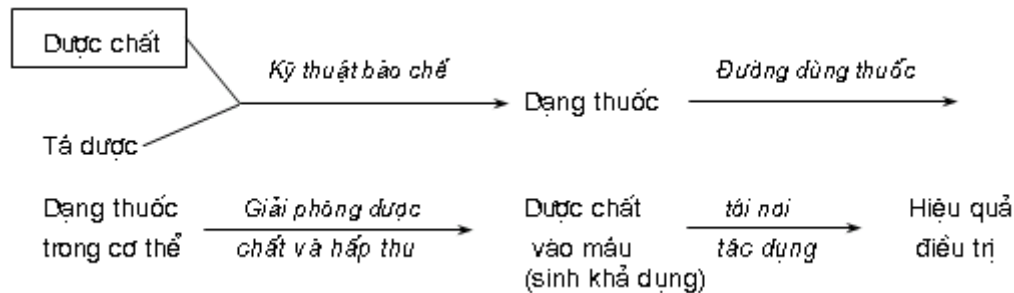 Dược chất
Kỹ thuật bào chế
Đường dùng thuốc
Dạng thuốc
Tá dược
Dạng thuốc
trong cơ thể
Giải phóng dược
chất và hấp thu
Dược chất
vào máu
(sinh khả dụng)
tới nơi
tác dụng
Hiệu quả
điều trị